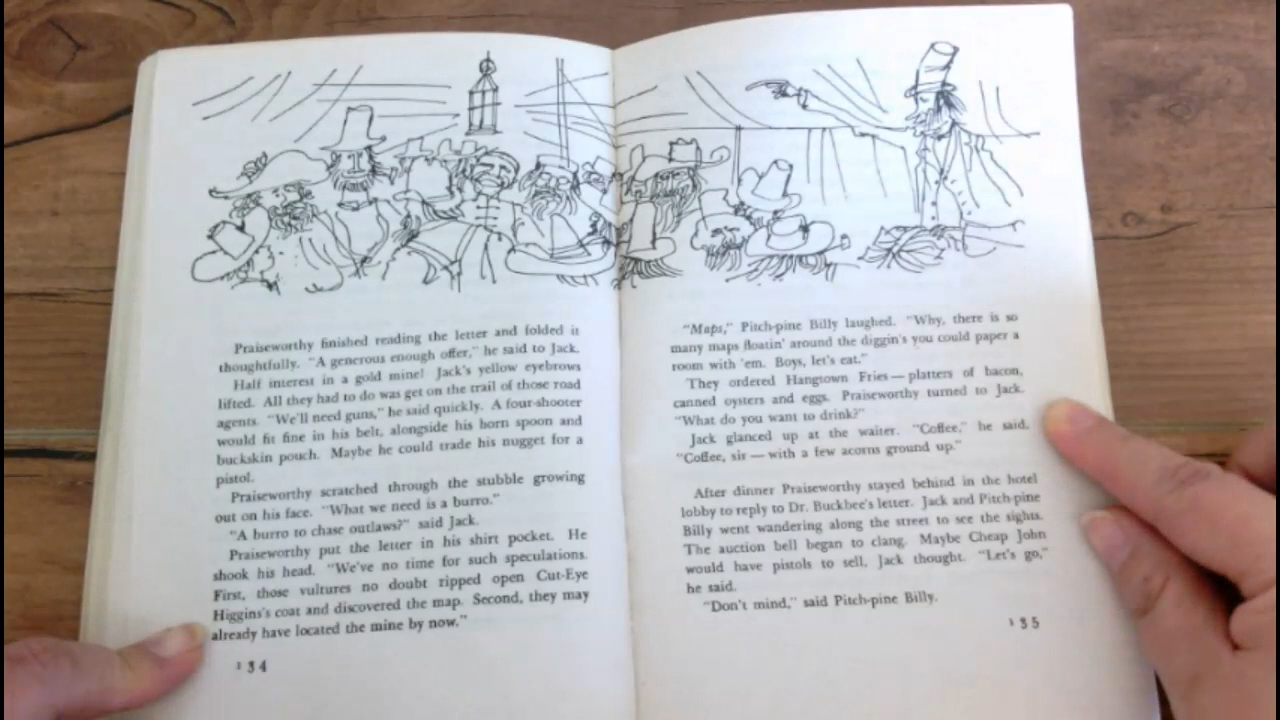 Praiseworthy finished reading the letter and folded it
thoughtfully. "A generous enough offer," he said to Jack.
Half interest in a gold mine! Jack's yellow eyebrows
lifted. All they had to do was get on the trail of those road
agents. "We'll need guns," he said quickly. A four-shooter
would fit fine in his belt, alongside his horn spoon and
buckskin pouch. Maybe he could trade his nugget for a
pistol.
Praiseworthy scratched through the stubble growing
out on his face. "What we need is a burro."
"A burro to chase outlaws?" said Jack.
Praiseworthy put the letter in his shirt pocket. He
shook his head. "We've no time for such speculations.
First, those vultures no doubt ripped open Cut-Eye
Higgins's coat and discovered the map. Second, they may
already have located the mine by now."
134
"Maps," Pitch-pine Billy laughed. "Why, there is so
many maps floatin' around the diggin's you could paper a
room with 'em. Boys, let's eat."
They ordered Hangtown Fries — platters of bacon,
canned oysters and eggs. Praiseworthy turned to Jack.
"What do you want to drink?"
Jack glanced up at the waiter. "Coffee," he said.
"Coffee, sir — with a few acorns ground up."
After dinner Praiseworthy stayed behind in the hotel
lobby to reply to Dr. Buckbee's letter. Jack and Pitch-pine
Billy went wandering along the street to see the sights.
The auction bell began to clang. Maybe Cheap John
would have pistols to sell, Jack thought. "Let's go,"
he said.
"Don't mind," said Pitch-pine Billy.
135